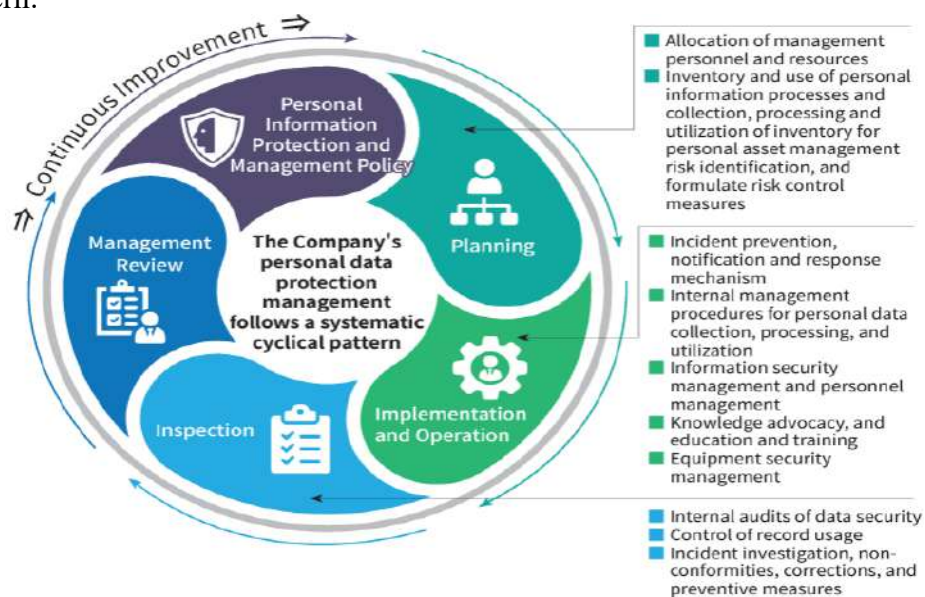 ⇒ Continuous Improvement ⇒
Personal
Information
Protection and
Management Policy
Planning
Implementation
and Operation
Inspection
Management
Review
The Company's
personal data
protection
management
follows a systematic
cyclical pattern
Allocation of management
personnel and resources
Inventory and use of personal
information processes and
collection, processing and
utilization of inventory for
personal asset management
risk identification, and
formulate risk control
measures
Incident prevention,
notification and response
mechanism
Internal management
procedures for personal data
collection, processing, and
utilization
Information security
management and personnel
management
Knowledge advocacy, and
education and training
Equipment security
management
Internal audits of data security
Control of record usage
Incident investigation, non-
conformities, corrections, and
preventive measures